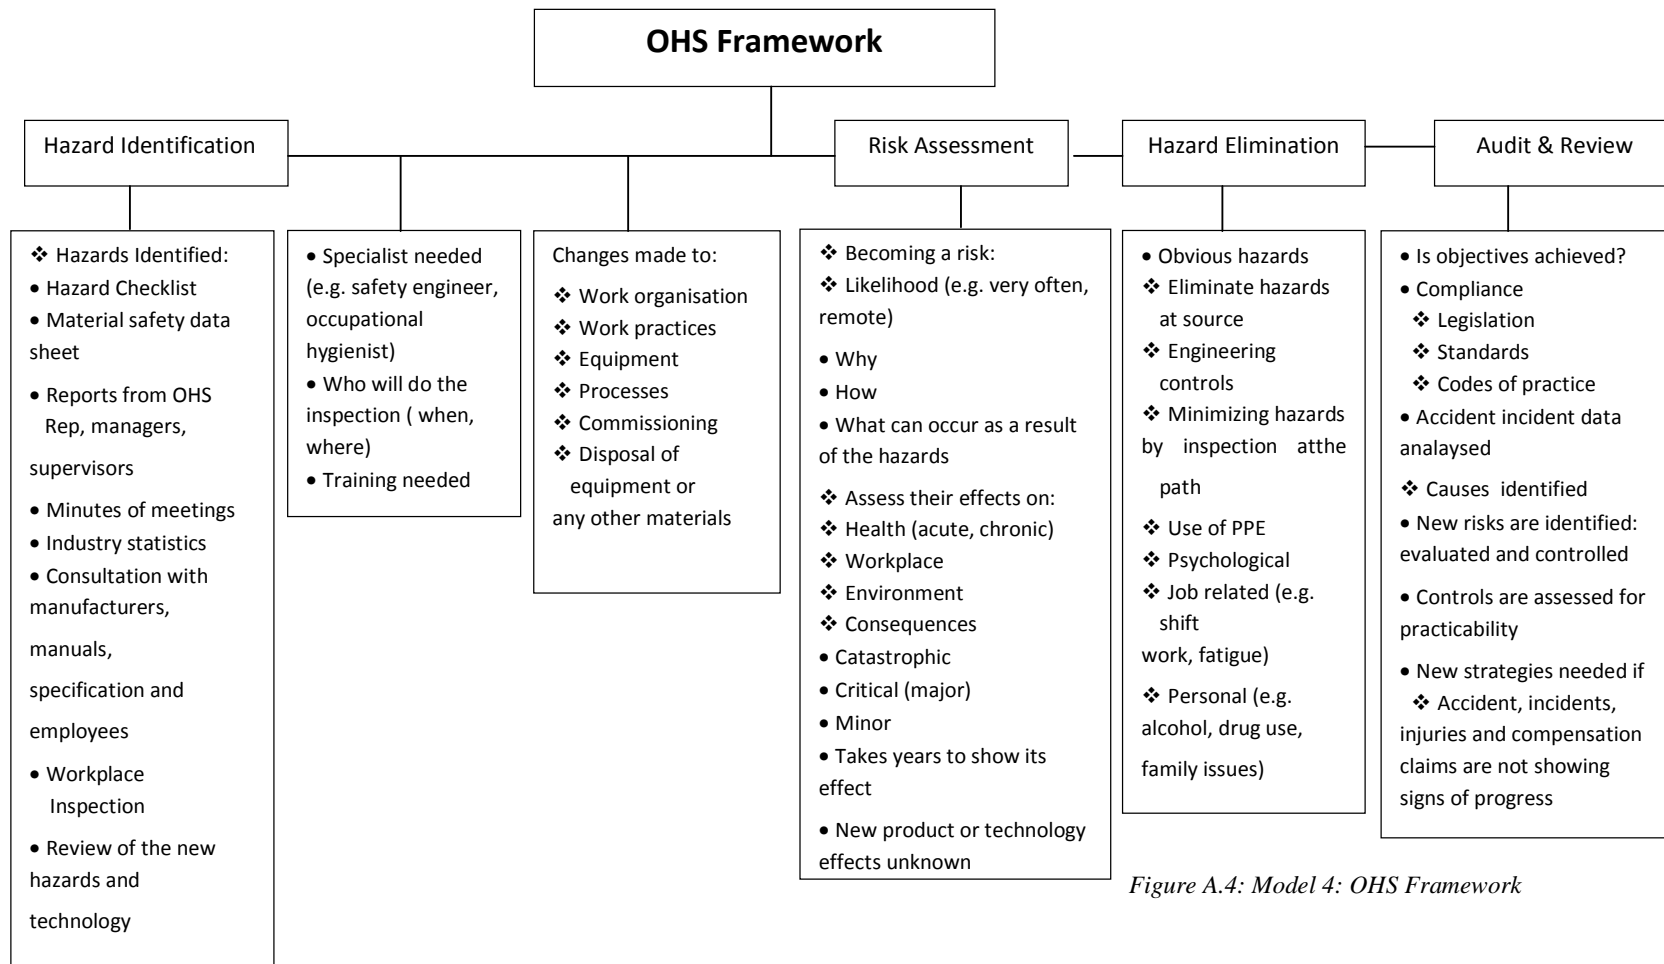 OHS Framework
Hazard Identification
Risk Assessment
Hazard Elimination
Audit & Review
❖ Hazards Identified:
• Hazard Checklist
• Material safety data
sheet
• Reports from OHS
Rep, managers,
supervisors
• Minutes of meetings
• Industry statistics
• Consultation with
manufacturers,
manuals,
specification and
employees
• Workplace
Inspection
• Review of the new
hazards and
technology
• Specialist needed
(e.g. safety engineer,
occupational
hygienist)
• Who will do the
inspection ( when,
where)
• Training needed
Changes made to:
❖ Work organisation
❖ Work practices
❖ Equipment
❖ Processes
❖ Commissioning
❖ Disposal of
equipment or
any other materials
❖ Becoming a risk:
❖ Likelihood (e.g. very often,
remote)
• Why
• How
• What can occur as a result
of the hazards
❖ Assess their effects on:
❖ Health (acute, chronic)
❖ Workplace
❖ Environment
❖ Consequences
• Catastrophic
• Critical (major)
• Minor
• Takes years to show its
effect
• New product or technology
effects unknown
• Obvious hazards
❖ Eliminate hazards
at source
❖ Engineering
controls
❖ Minimizing hazards
by inspection atthe
path
❖ Use of PPE
❖ Psychological
❖ Job related (e.g.
shift
work, fatigue)
❖ Personal (e.g.
alcohol, drug use,
family issues)
• Is objectives achieved?
• Compliance
❖ Legislation
❖ Standards
❖ Codes of practice
• Accident incident data
analaysed
❖ Causes identified
• New risks are identified:
evaluated and controlled
• Controls are assessed for
practicability
• New strategies needed if
❖ Accident, incidents,
injuries and compensation
claims are not showing
signs of progress
Figure A.4: Model 4: OHS Framework